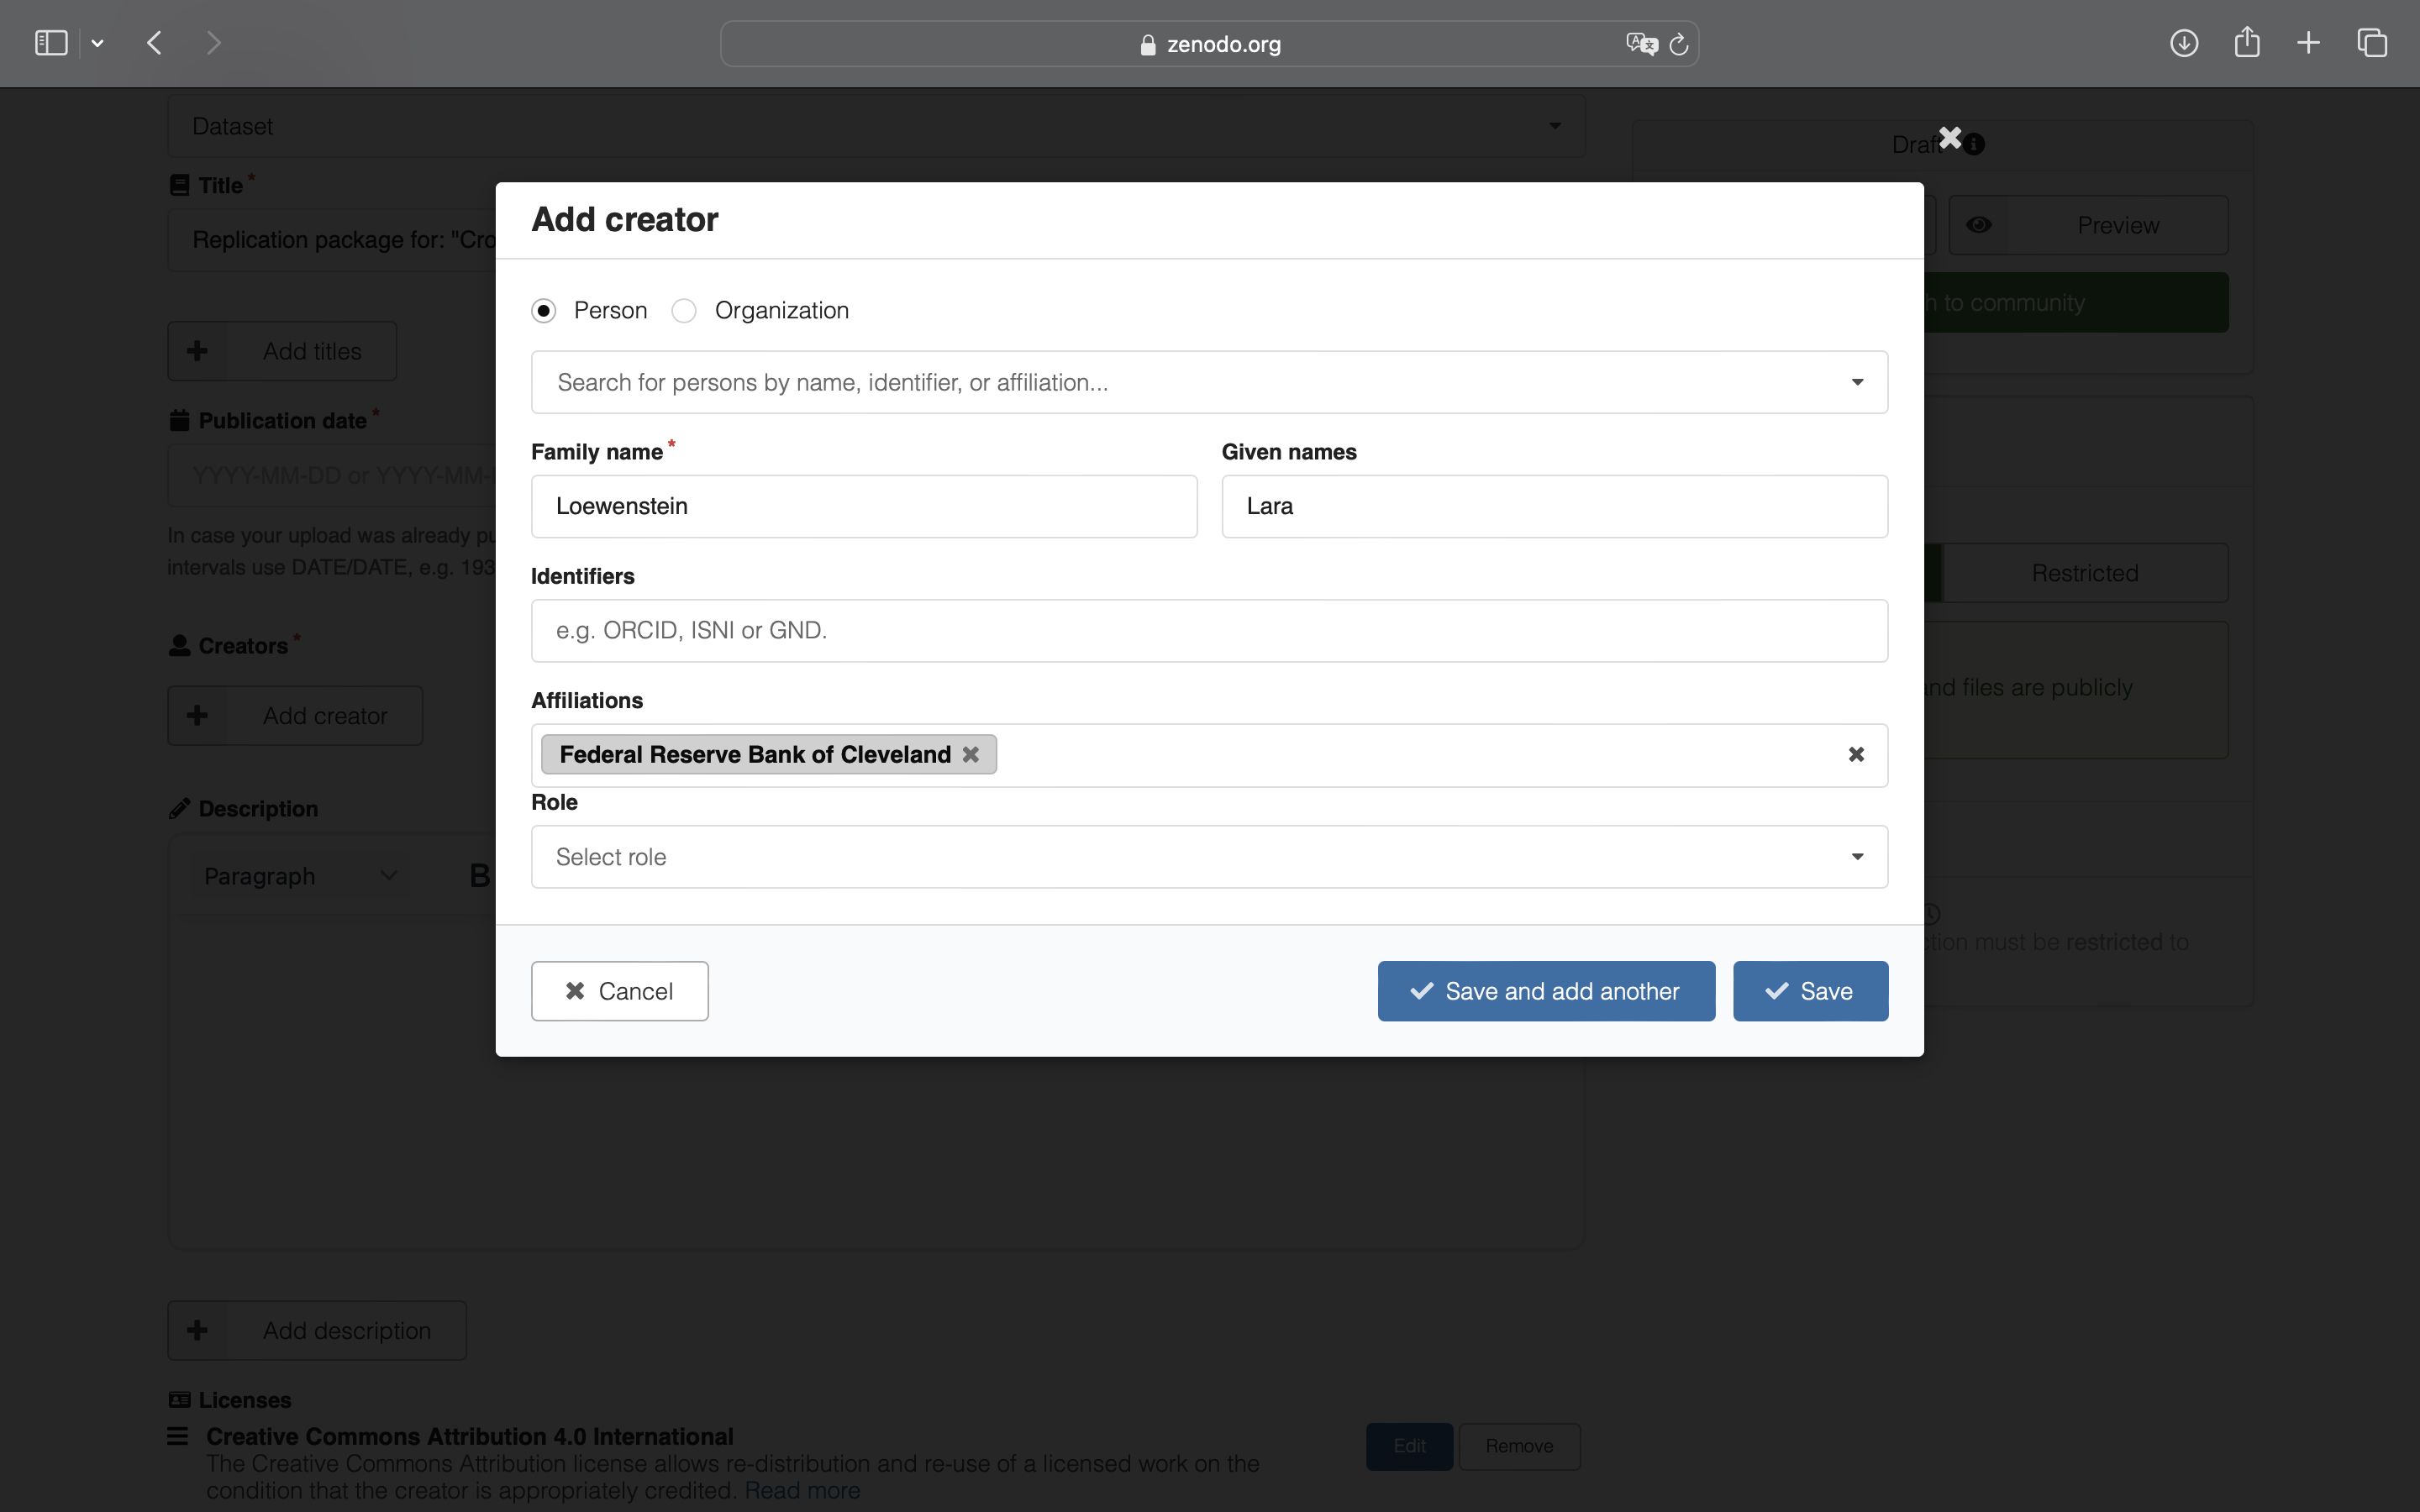 zenodo.org
Dataset
Draft
Title *
Add creator
Replication package for: "Cro
Preview
Person
Organization
h to community
Search for persons by name, identifier, or affiliation...
Add titles
Publication date *
YYYY-MM-DD or YYYY-MM-
Family name *
Given names
Loewenstein
Lara
In case your upload was already pu
intervals use DATE/DATE, e.g. 193
Identifiers
Restricted
e.g. ORCID, ISNI or GND.
Creators *
Add creator
Affiliations
and files are publicly
Federal Reserve Bank of Cleveland
Role
Description
Select role
Paragraph
B
tion must be restricted to
Cancel
Save and add another
Save
Add description
Licenses
Creative Commons Attribution 4.0 International
The Creative Commons Attribution license allows re-distribution and re-use of a licensed work on the
condition that the creator is appropriately credited. Read more
Edit
Remove